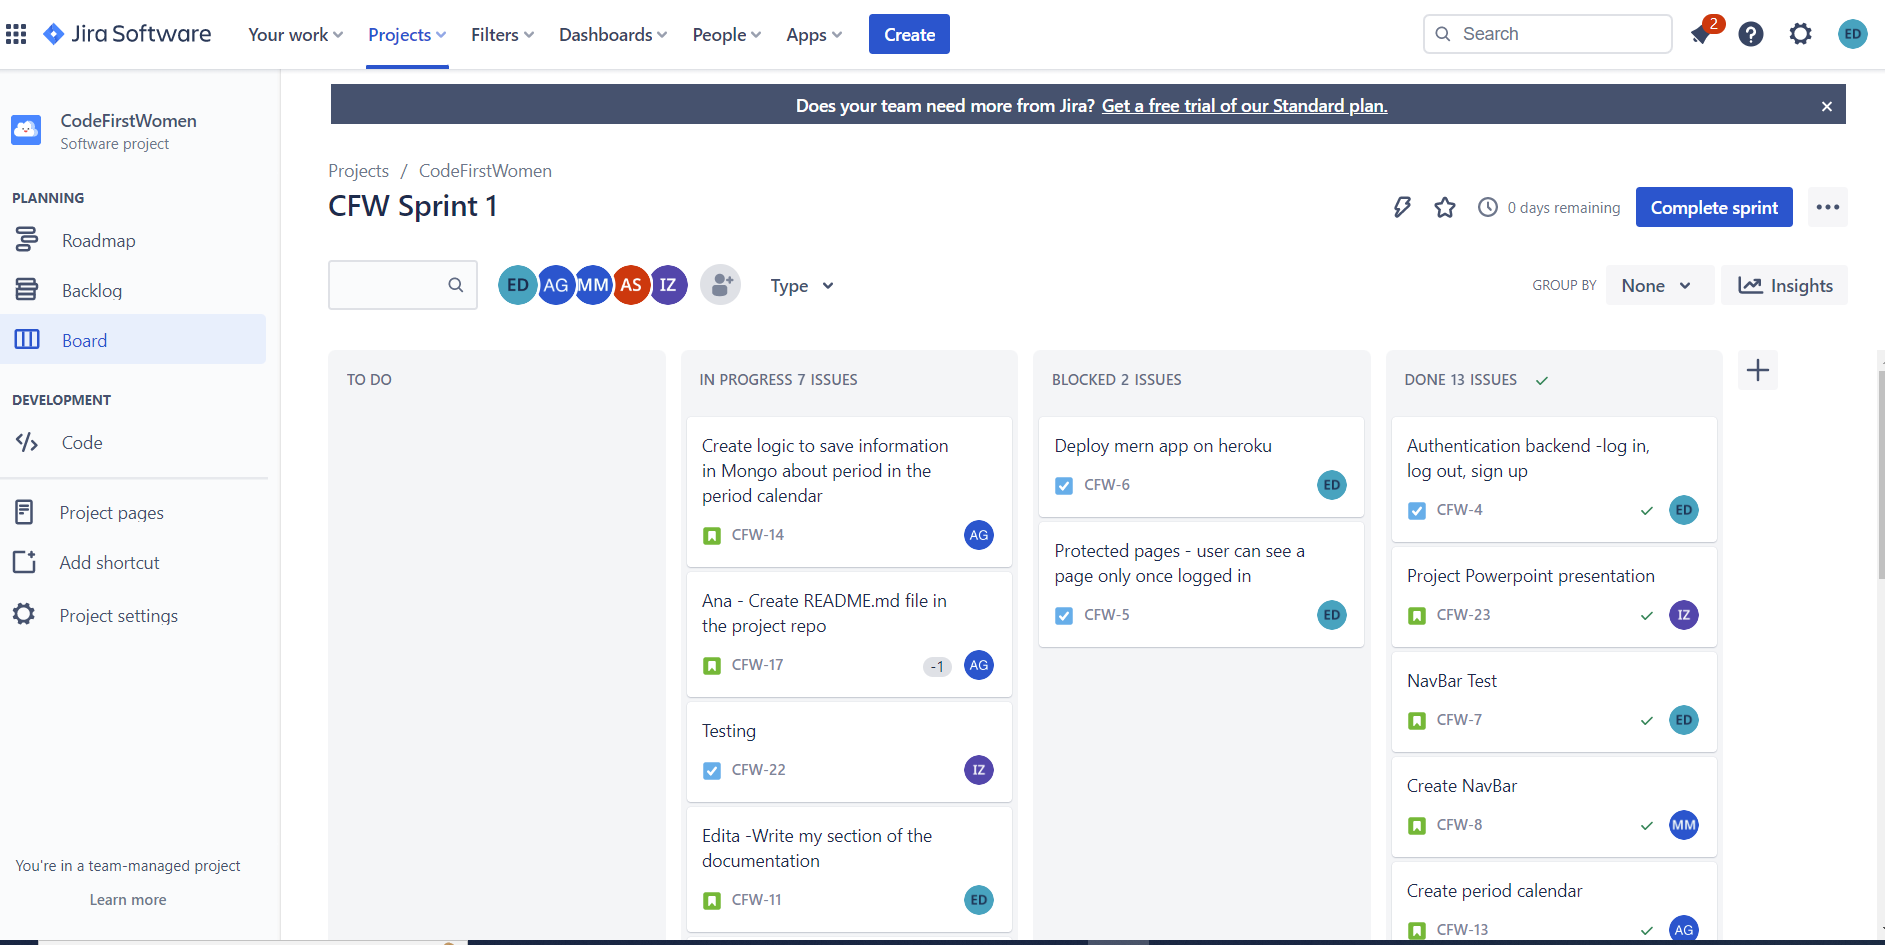 Jira Software
Your work
Projects
Filters
Dashboards
People
Apps
Create
Search
2
ED
CodeFirstWomen
Software project
PLANNING
Roadmap
Backlog
Board
DEVELOPMENT
Code
Project pages
Add shortcut
Project settings
You're in a team-managed project
Learn more
Does your team need more from Jira? Get a free trial of our Standard plan.
Projects / CodeFirstWomen
CFW Sprint 1
0 days remaining
Complete sprint
ED AG MM AS IZ
Type
GROUP BY
None
Insights
TO DO
IN PROGRESS 7 ISSUES
Create logic to save information
in Mongo about period in the
period calendar
CFW-14
AG
Ana - Create README.md file in
the project repo
CFW-17
-1
AG
Testing
CFW-22
IZ
Edita -Write my section of the
documentation
CFW-11
ED
BLOCKED 2 ISSUES
Deploy mern app on heroku
CFW-6
ED
Protected pages - user can see a
page only once logged in
CFW-5
ED
DONE 13 ISSUES
Authentication backend -log in,
log out, sign up
CFW-4
ED
Project Powerpoint presentation
CFW-23
IZ
NavBar Test
CFW-7
ED
Create NavBar
CFW-8
MM
Create period calendar
CFW-13
AG